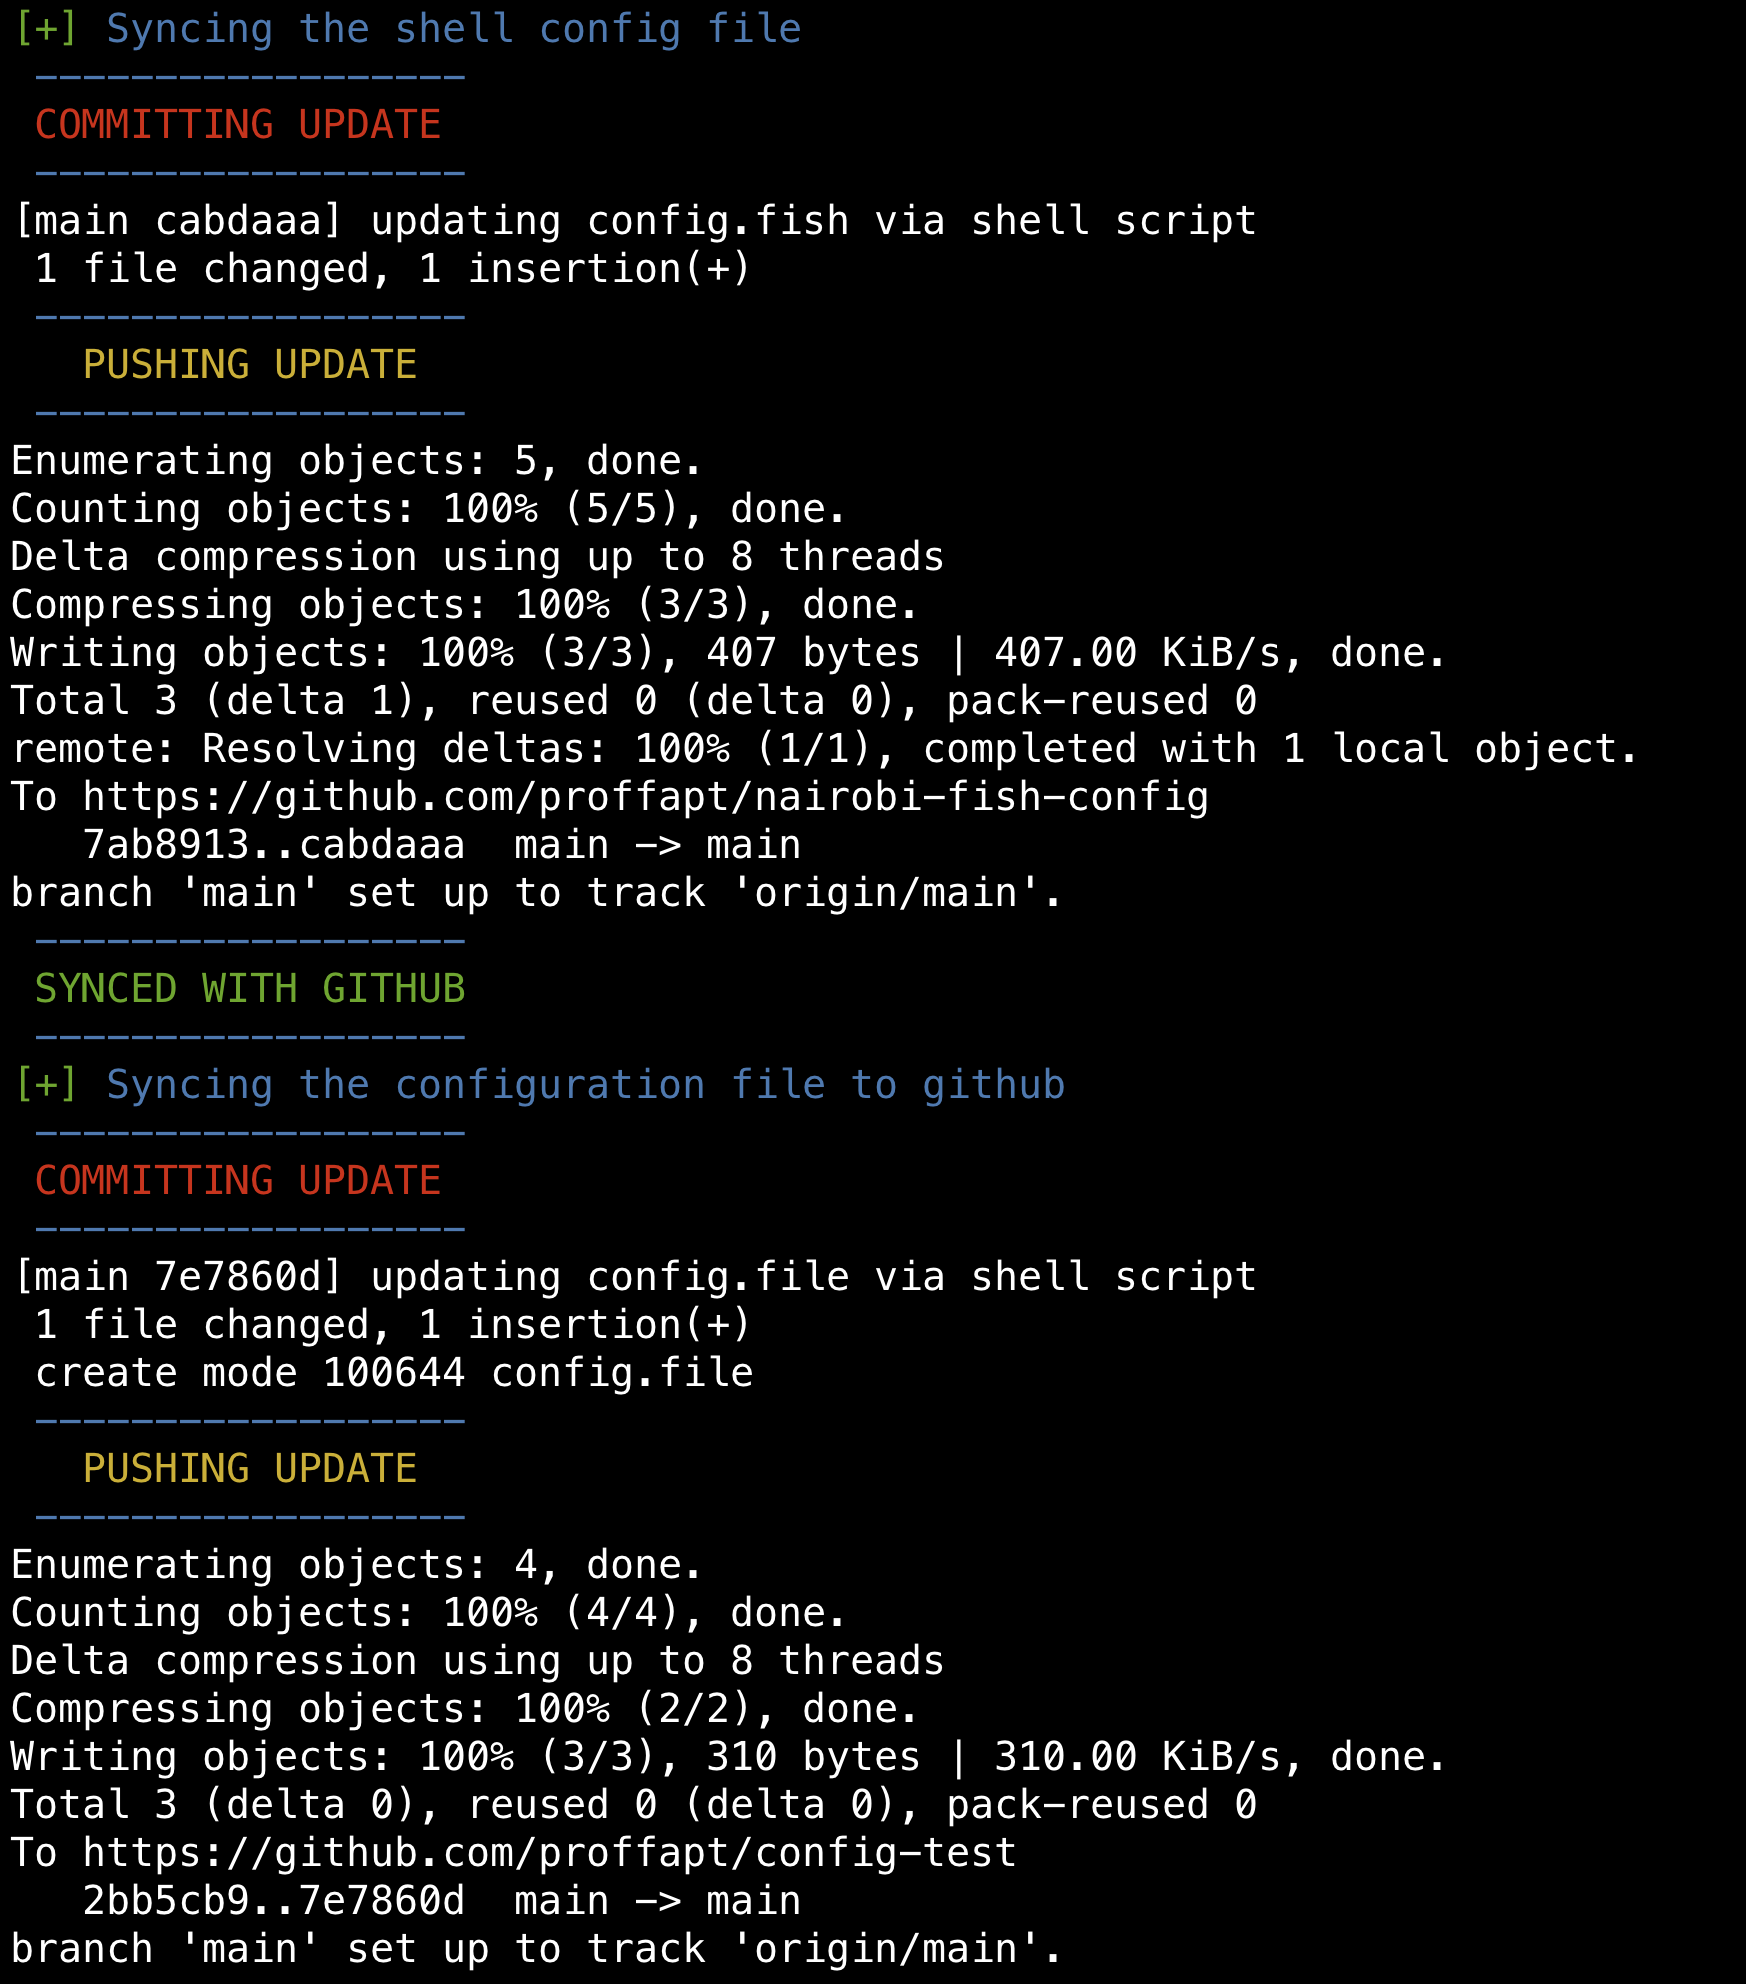 [+] Syncing the shell config file
------------------
COMMITTING UPDATE
------------------
[main cabdaaa] updating config.fish via shell script
1 file changed, 1 insertion(+)
------------------
PUSHING UPDATE
------------------
Enumerating objects: 5, done.
Counting objects: 100% (5/5), done.
Delta compression using up to 8 threads
Compressing objects: 100% (3/3), done.
Writing objects: 100% (3/3), 407 bytes | 407.00 KiB/s, done.
Total 3 (delta 1), reused 0 (delta 0), pack-reused 0
remote: Resolving deltas: 100% (1/1), completed with 1 local object.
To https://github.com/proffapt/nairobi-fish-config
7ab8913..cabdaaa  main -> main
branch 'main' set up to track 'origin/main'.
------------------
SYNCED WITH GITHUB
------------------
[+] Syncing the configuration file to github
------------------
COMMITTING UPDATE
------------------
[main 7e7860d] updating config.file via shell script
1 file changed, 1 insertion(+)
create mode 100644 config.file
------------------
PUSHING UPDATE
------------------
Enumerating objects: 4, done.
Counting objects: 100% (4/4), done.
Delta compression using up to 8 threads
Compressing objects: 100% (2/2), done.
Writing objects: 100% (3/3), 310 bytes | 310.00 KiB/s, done.
Total 3 (delta 0), reused 0 (delta 0), pack-reused 0
To https://github.com/proffapt/config-test
2bb5cb9..7e7860d  main -> main
branch 'main' set up to track 'origin/main'.